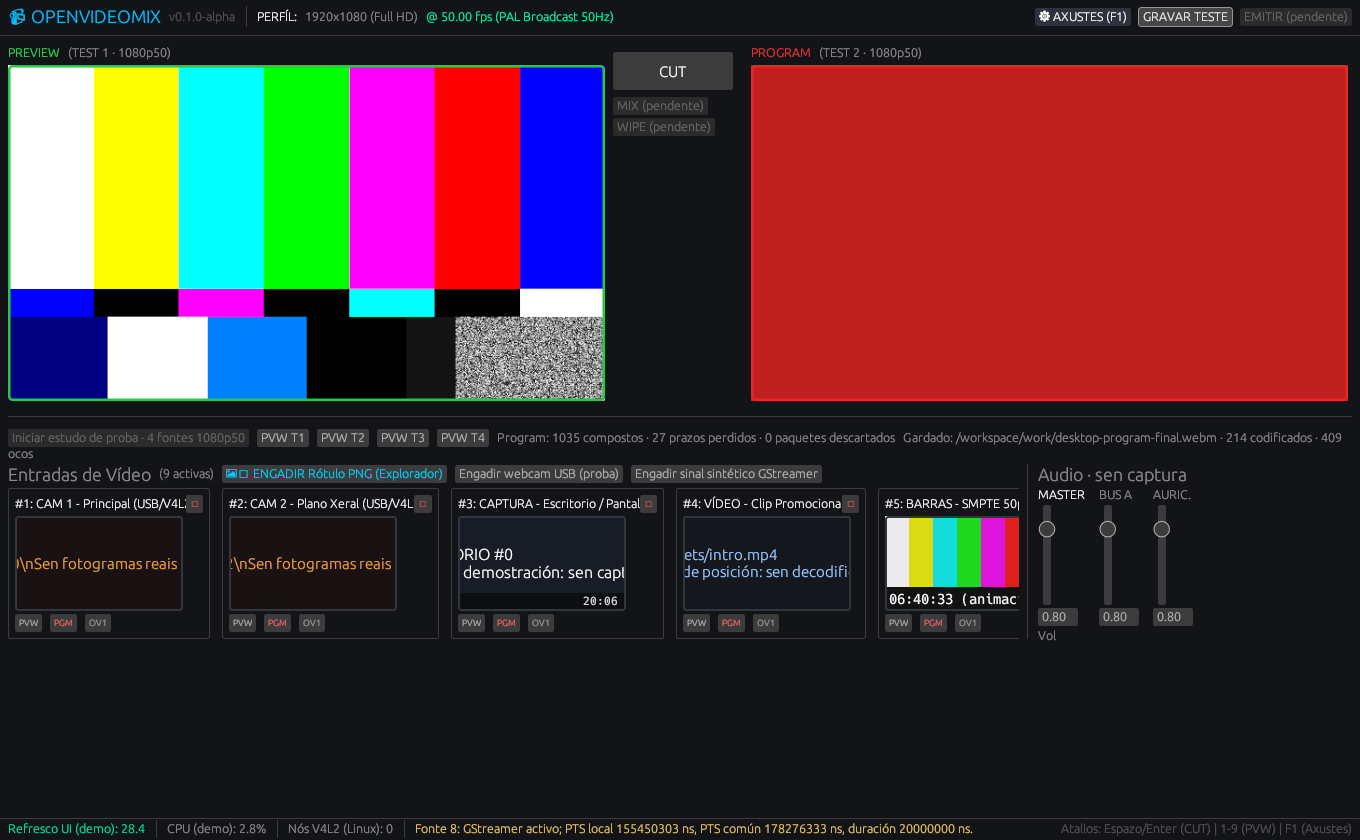 OPENVIDEOMIX v0.1.0-alpha PERFÍL: 1920x1080 (Full HD) @ 50.00 fps (PAL Broadcast 50Hz) AXUSTES (F1) GRAVAR TESTE EMITIR (pendente)
PREVIEW (TEST 1 · 1080p50) PROGRAM (TEST 2 · 1080p50)
CUT
MIX (pendente)
WIPE (pendente)
Iniciar estudo de proba · 4 fontes 1080p50 PVW T1 PVW T2 PVW T3 PVW T4 Program: 1035 compostos · 27 prazos perdidos · 0 paquetes descartados Gardado: /workspace/work/desktop-program-final.webm · 214 codificados · 409
ocos
Entradas de Vídeo (9 activas) ENGADIR Rótulo PNG (Explorador) Engadir webcam USB (proba) Engadir sinal sintético GStreamer Audio · sen captura
MASTER BUS A AURIC.
#1: CAM 1 - Principal (USB/V4L2 #2: CAM 2 - Plano Xeral (USB/V4L #3: CAPTURA - Escritorio / Pantal #4: VÍDEO - Clip Promociona #5: BARRAS - SMPTE 50p
\nSen fotogramas reais \nSen fotogramas reais ORIO #0
demostración: sen capt ets/intro.mp4
de posición: sen decodifi
20:06 06:40:33 (animac
PVW PGM OV1 PVW PGM OV1 PVW PGM OV1 PVW PGM OV1 PVW PGM OV1
0.80 0.80 0.80
Vol
Refresco UI (demo): 28.4 CPU (demo): 2.8% Nós V4L2 (Linux): 0 Fonte 8: GStreamer activo; PTS local 155450303 ns, PTS común 178276333 ns, duración 20000000 ns. Atallos: Espazo/Enter (CUT) | 1-9 (PVW) | F1 (Axustes)